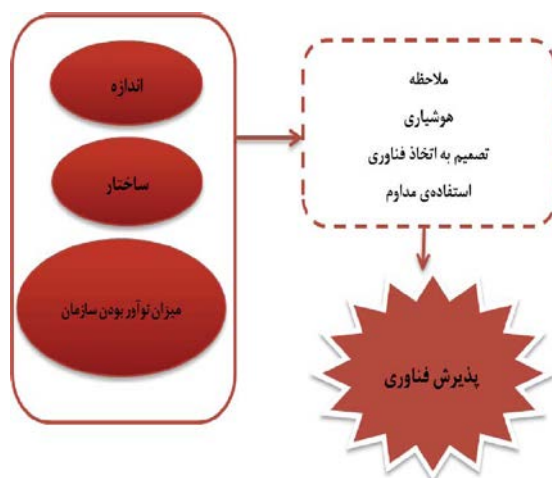 اندازه
ساختار
میزان نوآور بودن سازمان
ملاحظه
هوشیاری
تصمیم به اتخاذ فناوری
استفاده‌ی مداوم
پذیرش فناوری